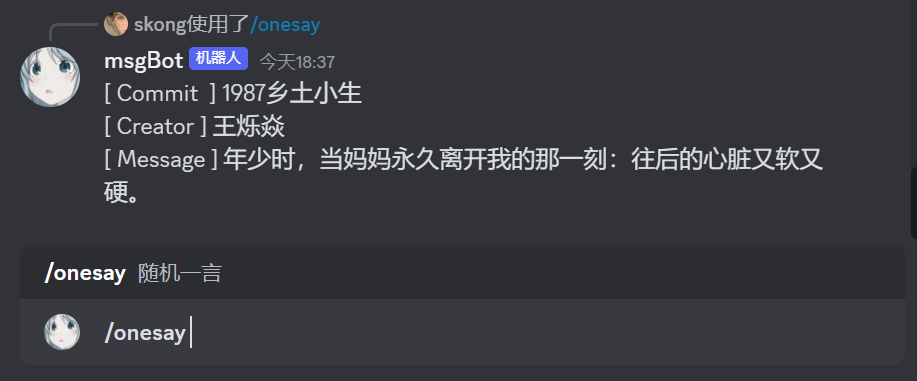 skong使用了/onesay
msgBot 机器人 今天18:37
[ Commit  ] 1987乡土小生
[ Creator ] 王烁焱
[ Message ] 年少时，当妈妈永久离开我的那一刻：往后的心脏又软又
硬。
/onesay 随机一言
/onesay